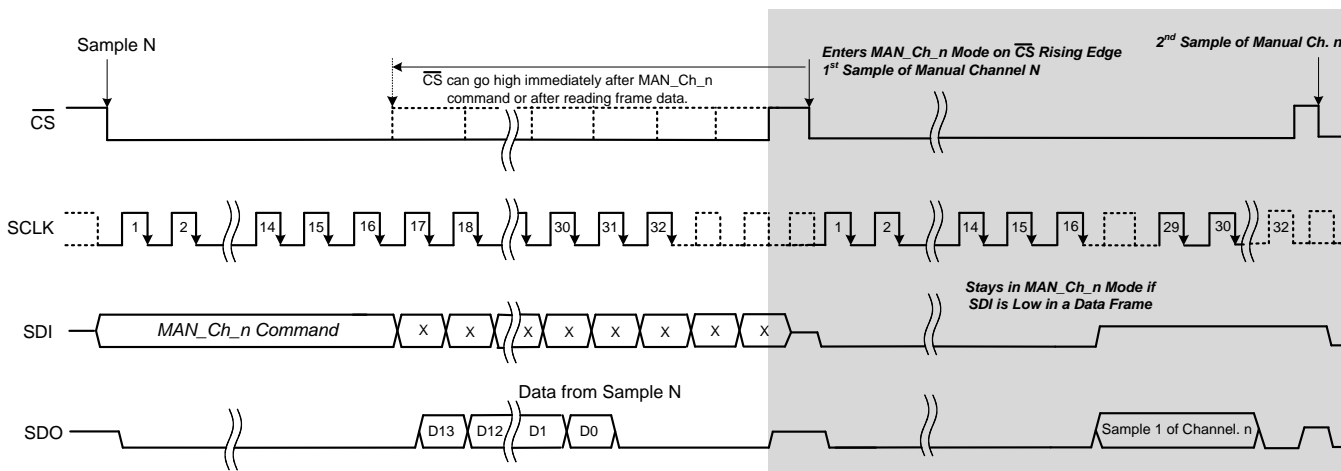 Sample N
Enters MAN_Ch_n Mode on CS Rising Edge
1st Sample of Manual Channel N
2nd Sample of Manual Ch. n
CS can go high immediately after MAN_Ch_n
command or after reading frame data.
CS
SCLK
1 2 14 15 16 17 18 30 31 32 1 2 14 15 16 29 30 32
Stays in MAN_Ch_n Mode if
SDI is Low in a Data Frame
SDI
MAN_Ch_n Command X X X X X X X X
Data from Sample N
SDO
D13 D12 D1 D0 Sample 1 of Channel. n